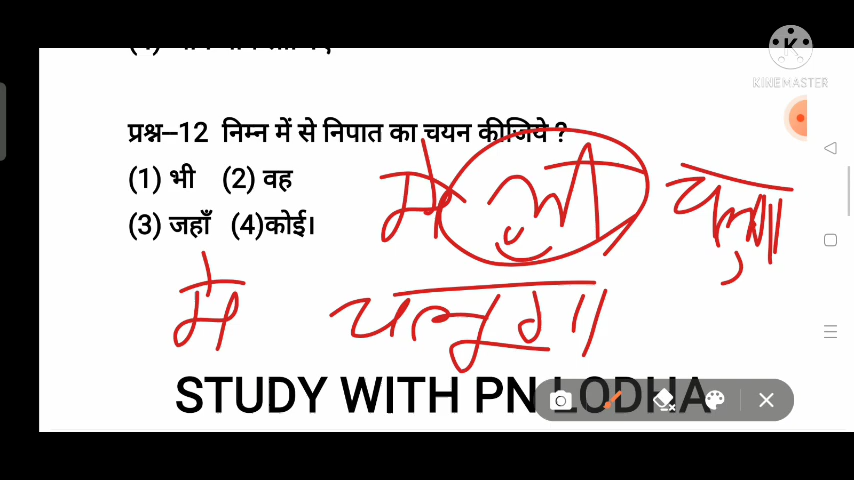 KINEMASTER
प्रश्न–12 निम्न में से निपात का चयन कीजिये ?
(1) भी (2) वह
(3) जहाँ (4)कोई।
में भी चलूगा
में चलूगा
STUDY WITH PN LODHA